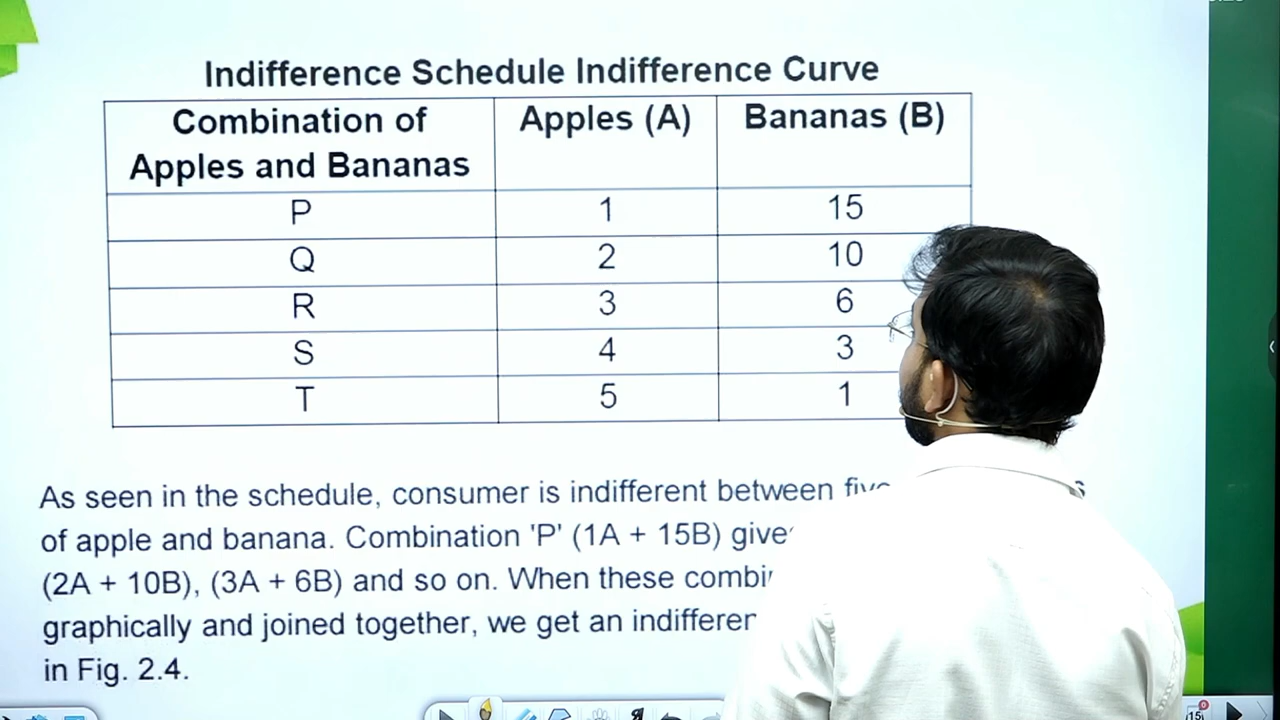 Indifference Schedule Indifference Curve
Combination of Apples and Bananas Apples (A) Bananas (B)
P 1 15
Q 2 10
R 3 6
S 4 3
T 5 1
As seen in the schedule, consumer is indifferent between
of apple and banana. Combination 'P' (1A + 15B)
(2A + 10B), (3A + 6B) and so on. When these
graphically and joined together, we get an
in Fig. 2.4.